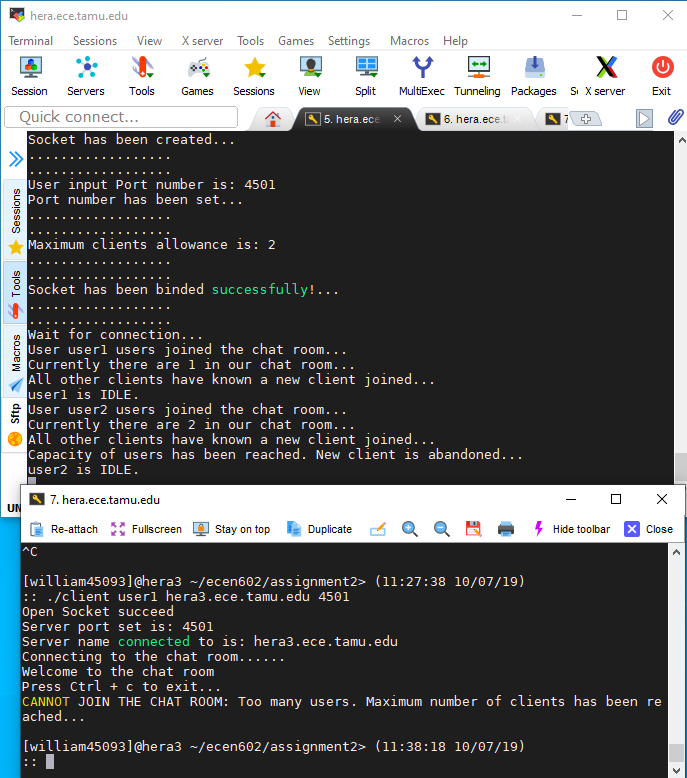 hera.ece.tamu.edu
Terminal Sessions View X server Tools Games Settings Macros Help
Session Servers Tools Games Sessions View Split MultiExec Tunneling Packages Se X server Exit
Quick connect... 5. hera.ece 6. hera.ece.t 7
Socket has been created...
..................
..................
User input Port number is: 4501
Port number has been set...
..................
..................
Maximum clients allowance is: 2
..................
..................
Socket has been binded successfully!...
..................
..................
Wait for connection...
User user1 users joined the chat room...
Currently there are 1 in our chat room...
All other clients have known a new client joined...
user1 is IDLE.
User user2 users joined the chat room...
Currently there are 2 in our chat room...
All other clients have known a new client joined...
Capacity of users has been reached. New client is abandoned...
user2 is IDLE.
Sessions
Tools
Macros
Sftp
UN
7. hera.ece.tamu.edu
Re-attach Fullscreen Stay on top Duplicate Hide toolbar Close
^C
[william45093]@hera3 ~/ecen602/assignment2> (11:27:38 10/07/19)
:: ./client user1 hera3.ece.tamu.edu 4501
Open Socket succeed
Server port set is: 4501
Server name connected to is: hera3.ece.tamu.edu
Connecting to the chat room......
Welcome to the chat room
Press Ctrl + c to exit...
CANNOT JOIN THE CHAT ROOM: Too many users. Maximum number of clients has been re
ached...
[william45093]@hera3 ~/ecen602/assignment2> (11:38:18 10/07/19)
::